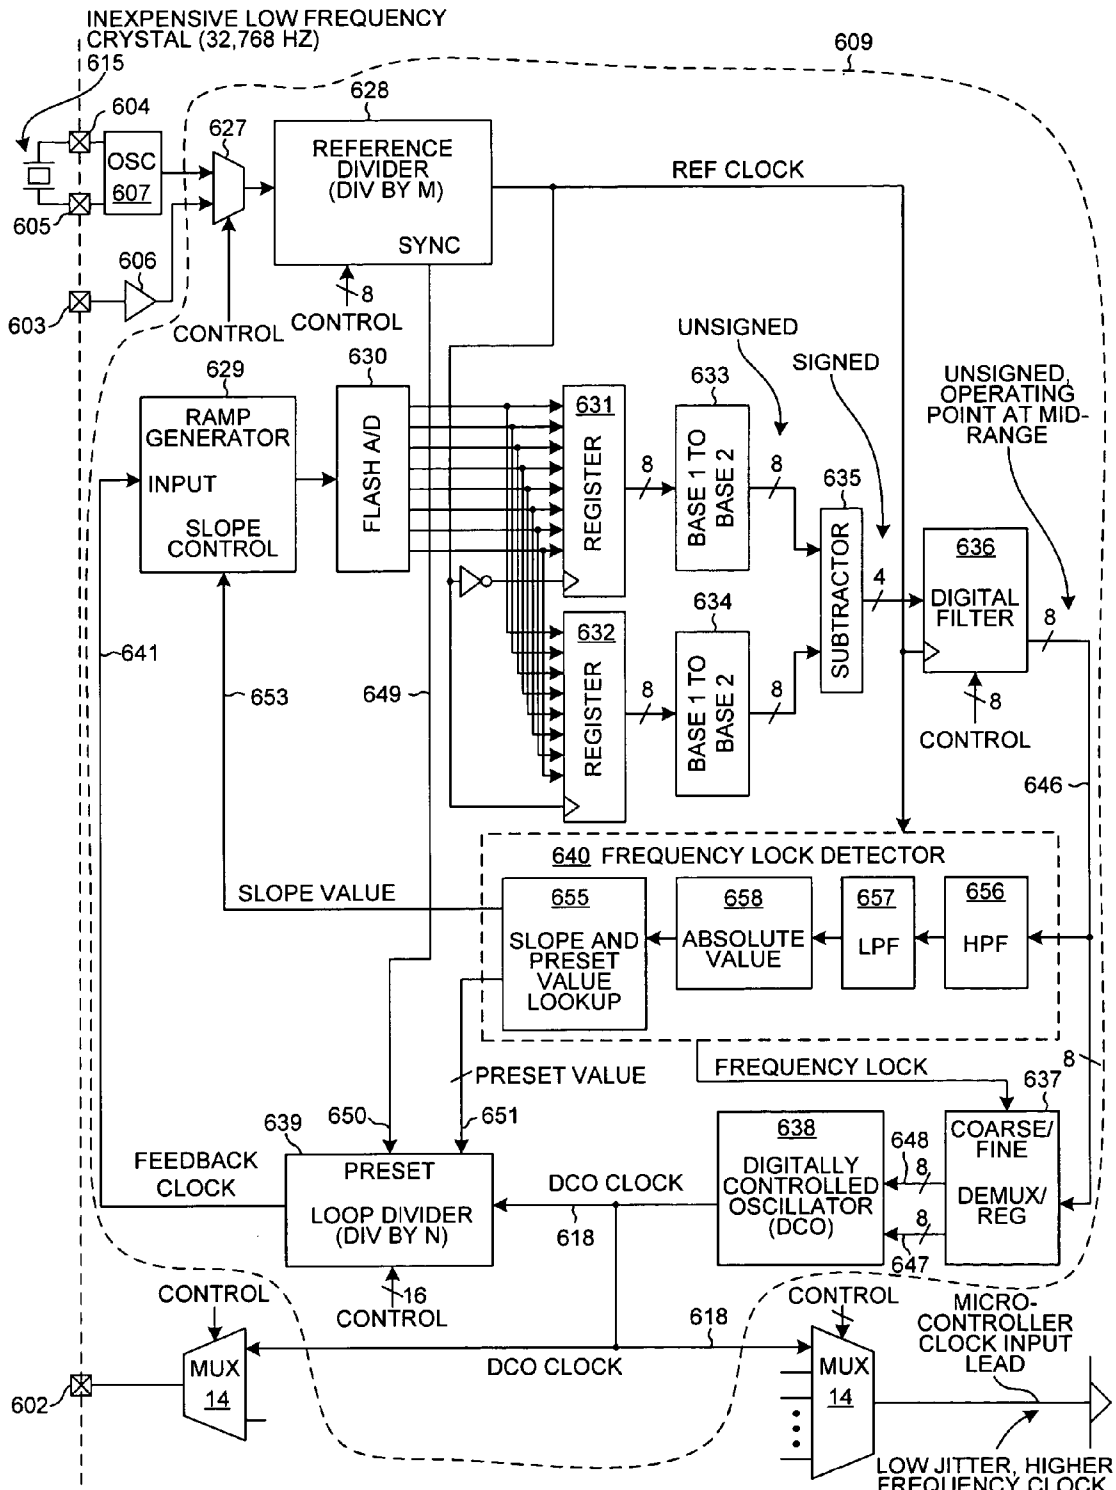 INEXPENSIVE LOW FREQUENCY
CRYSTAL (32,768 HZ)
615
604
OSC
607
605
627
628
REFERENCE
DIVIDER
(DIV BY M)
SYNC
REF CLOCK
609
606
603
CONTROL
8
CONTROL
629
RAMP
GENERATOR
INPUT
SLOPE
CONTROL
630
FLASH A/D
631
REGISTER
8
UNSIGNED
633
BASE 1 TO
BASE 2
8
SIGNED
635
SUBTRACTOR
4
UNSIGNED,
OPERATING
POINT AT MID-
RANGE
636
DIGITAL
FILTER
8
8
CONTROL
632
REGISTER
8
634
BASE 1 TO
BASE 2
8
641
653
649
646
640 FREQUENCY LOCK DETECTOR
SLOPE VALUE
655
SLOPE AND
PRESET
VALUE
LOOKUP
658
ABSOLUTE
VALUE
657
LPF
656
HPF
FREQUENCY LOCK
8
PRESET VALUE
650
651
639
PRESET
LOOP DIVIDER
(DIV BY N)
FEEDBACK
CLOCK
16
CONTROL
DCO CLOCK
618
638
DIGITALLY
CONTROLLED
OSCILLATOR
(DCO)
648
8
8
647
637
COARSE/
FINE
DEMUX/
REG
CONTROL
MUX
14
602
DCO CLOCK
618
CONTROL
MUX
14
MICRO-
CONTROLLER
CLOCK INPUT
LEAD
LOW JITTER, HIGHER
FREQUENCY CLOCK